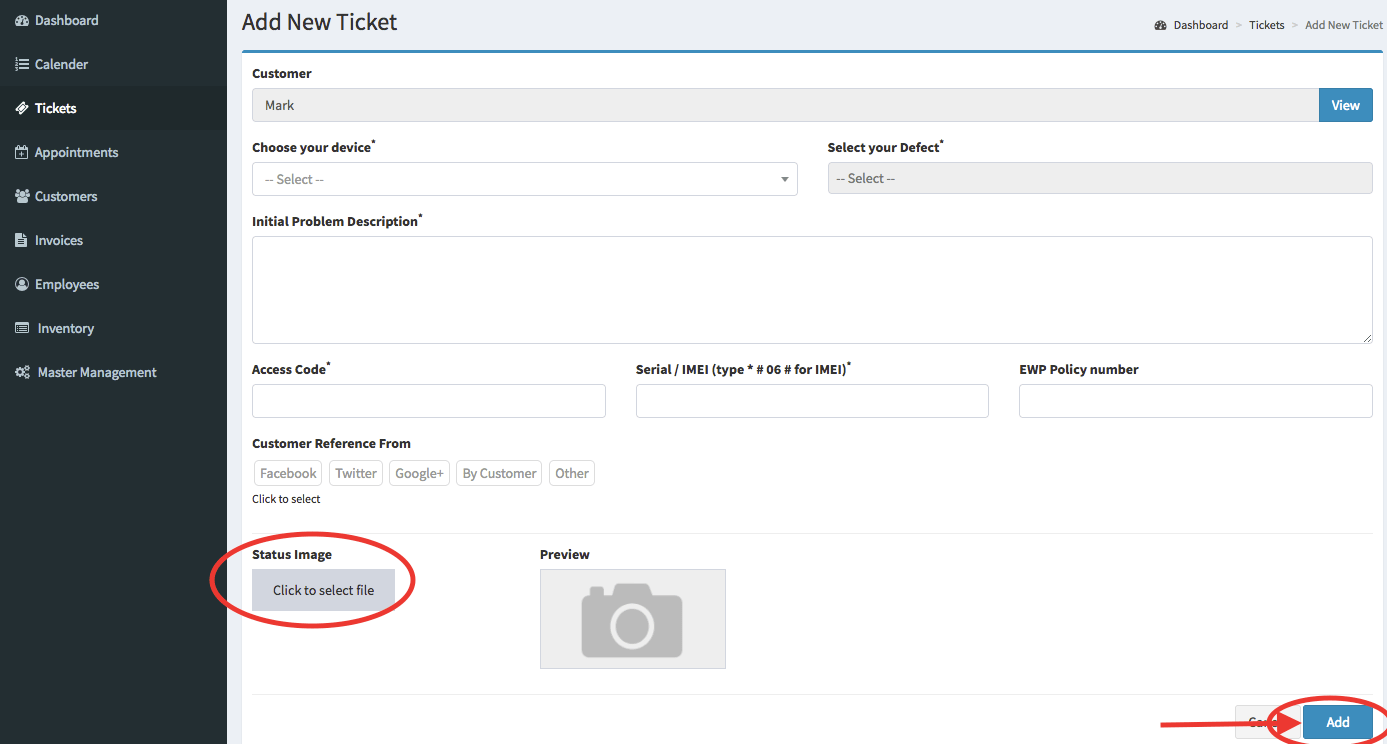 Dashboard
Calender
Tickets
Appointments
Customers
Invoices
Employees
Inventory
Master Management
Add New Ticket
Dashboard > Tickets > Add New Ticket
Customer
Mark View
Choose your device* Select your Defect*
-- Select -- -- Select --
Initial Problem Description*
Access Code* Serial / IMEI (type * # 06 # for IMEI)* EWP Policy number
Customer Reference From
Facebook Twitter Google+ By Customer Other
Click to select
Status Image Preview
Click to select file
Add